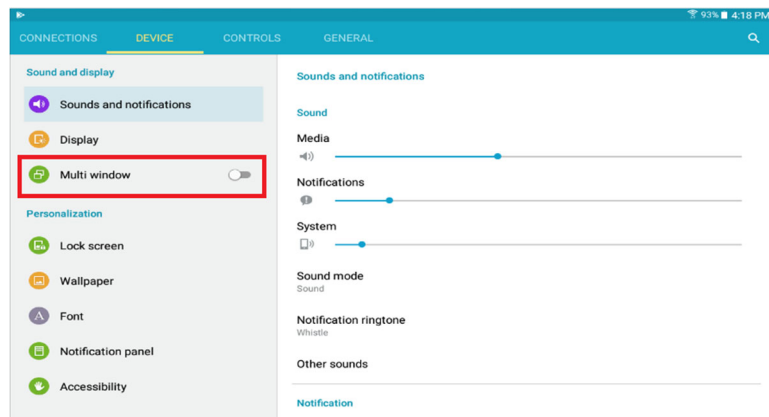 93% 4:18 PM
CONNECTIONS DEVICE CONTROLS GENERAL
Sound and display
Sounds and notifications
Display
Multi window
Personalization
Lock screen
Wallpaper
A Font
Notification panel
Accessibility
Sounds and notifications
Sound
Media
Notifications
System
Sound mode
Sound
Notification ringtone
Whistle
Other sounds
Notification